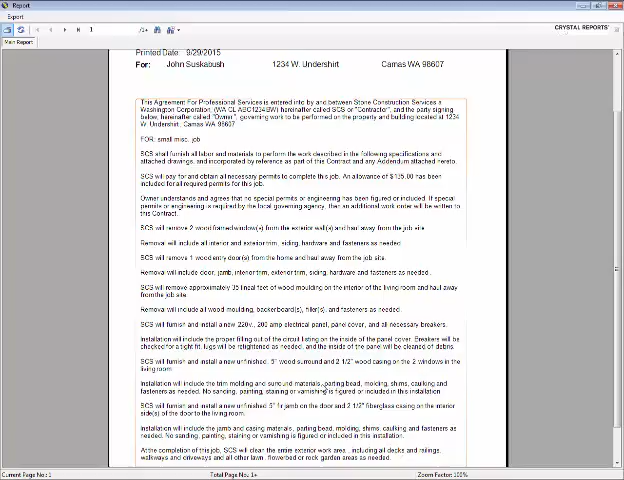 Report
Export
1
/1+
CRYSTAL REPORTS
Main Report
Printed Date: 9/29/2015
For: John Suskabush 1234 W. Undershirt Camas WA 98607
This Agreement For Professional Services is entered into by and between Stone Construction Services a
Washington Corporation, (WA CL ABC1234BW) hereinafter called SCS or "Contractor", and the party signing
below, hereinafter called "Owner", governing work to be performed on the property and building located at 1234
W. Undershirt, Camas WA 98607
FOR: small misc. job
SCS shall furnish all labor and materials to perform the work described in the following specifications and
attached drawings, and incorporated by reference as part of this Contract and any Addendum attached hereto.
SCS will pay for and obtain all necessary permits to complete this job. An allowance of $135.00 has been
included for all required permits for this job.
Owner understands and agrees that no special permits or engineering has been figured or included. If special
permits or engineering is required by the local governing agency, then an additional work order will be written to
this Contract.
SCS will remove 2 wood framed window(s) from the exterior wall(s) and haul away from the job site.
Removal will include all interior and exterior trim, siding, hardware and fasteners as needed.
SCS will remove 1 wood entry door(s) from the home and haul away from the job site.
Removal will include door, jamb, interior trim, exterior trim, siding, hardware and fasteners as needed.
SCS will remove approximately 35 lineal feet of wood moulding on the interior of the living room and haul away
from the job site.
Removal will include all wood moulding, backerboard(s), filler(s), and fasteners as needed.
SCS will furnish and install a new 220v., 200 amp electrical panel, panel cover, and all necessary breakers.
Installation will include the proper filling out of the circuit listing on the inside of the panel cover. Breakers will be
checked for a tight fit, lugs will be retightened as needed, and the inside of the panel will be cleaned of debris.
SCS will furnish and install a new unfinished, 5" wood surround and 2 1/2" wood casing on the 2 windows in the
living room
Installation will include the trim molding and surround materials, parting bead, molding, shims, caulking and
fasteners as needed. No sanding, painting, staining or varnishing is figured or included in this installation
SCS will furnish and install a new unfinished 5" fir jamb on the door and 2 1/2" fiberglass casing on the interior
side(s) of the door to the living room.
Installation will include the jamb and casing materials, parting bead, molding, shims, caulking and fasteners as
needed. No sanding, painting, staining or varnishing is figured or included in this installation.
At the completion of this job, SCS will clean the entire exterior work area , including all decks and railings,
walkways and driveways and all other lawn, flowerbed or rock garden areas as needed.
Current Page No.: 1 Total Page No.: 1+ Zoom Factor: 100%